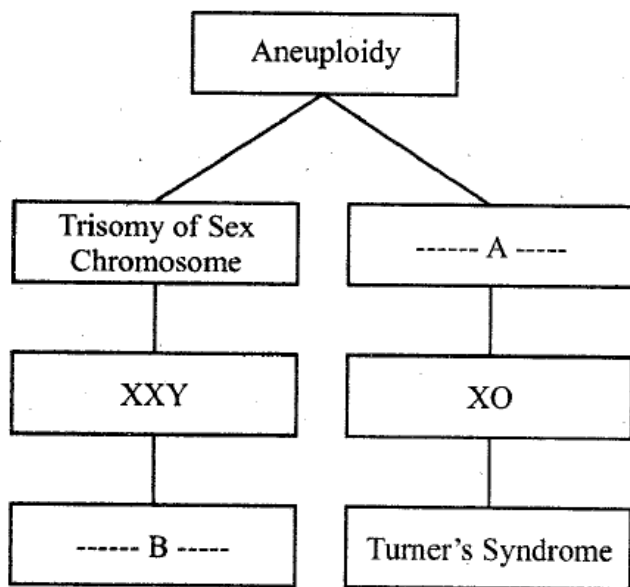 Aneuploidy
Trisomy of Sex
Chromosome
------ A -----
XXY
XO
------ B -----
Turner's Syndrome